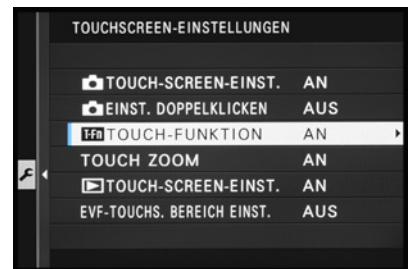 TOUCHSCREEN-EINSTELLUNGEN
TOUCH-SCREEN-EINST. AN
EINST. DOPPELKLICKEN AUS
T-Fn TOUCH-FUNKTION AN
TOUCH ZOOM AN
TOUCH-SCREEN-EINST. AN
EVF-TOUCHS. BEREICH EINST. AUS